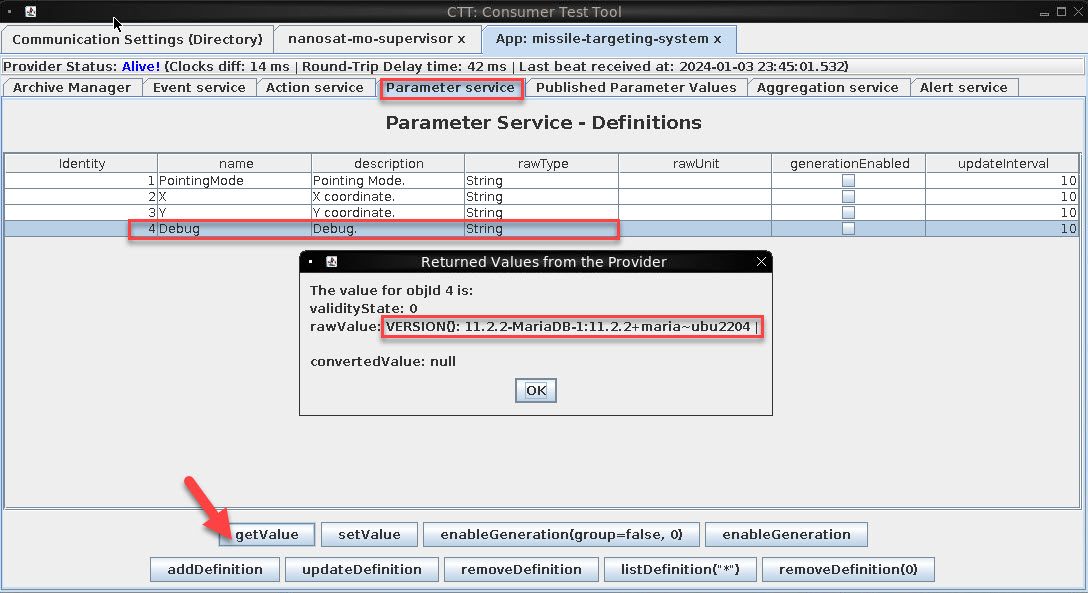 CTT: Consumer Test Tool
Communication Settings (Directory) nanosat-mo-supervisor x App: missile-targeting-system x
Provider Status: Alive! (Clocks diff: 14 ms | Round-Trip Delay time: 42 ms | Last beat received at: 2024-01-03 23:45:01.532)
Archive Manager Event service Action service Parameter service Published Parameter Values Aggregation service Alert service
Parameter Service - Definitions
Identity name description rawType rawUnit generationEnabled updateInterval
1 PointingMode Pointing Mode. String 10
2 X X coordinate. String 10
3 Y Y coordinate. String 10
4 Debug Debug. String 10
Returned Values from the Provider
The value for objId 4 is:
validityState: 0
rawValue: VERSION(): 11.2.2-MariaDB-1:11.2.2+maria~ubu2204 |
convertedValue: null
OK
getValue setValue enableGeneration(group=false, 0) enableGeneration
addDefinition updateDefinition removeDefinition listDefinition("*") removeDefinition(0)